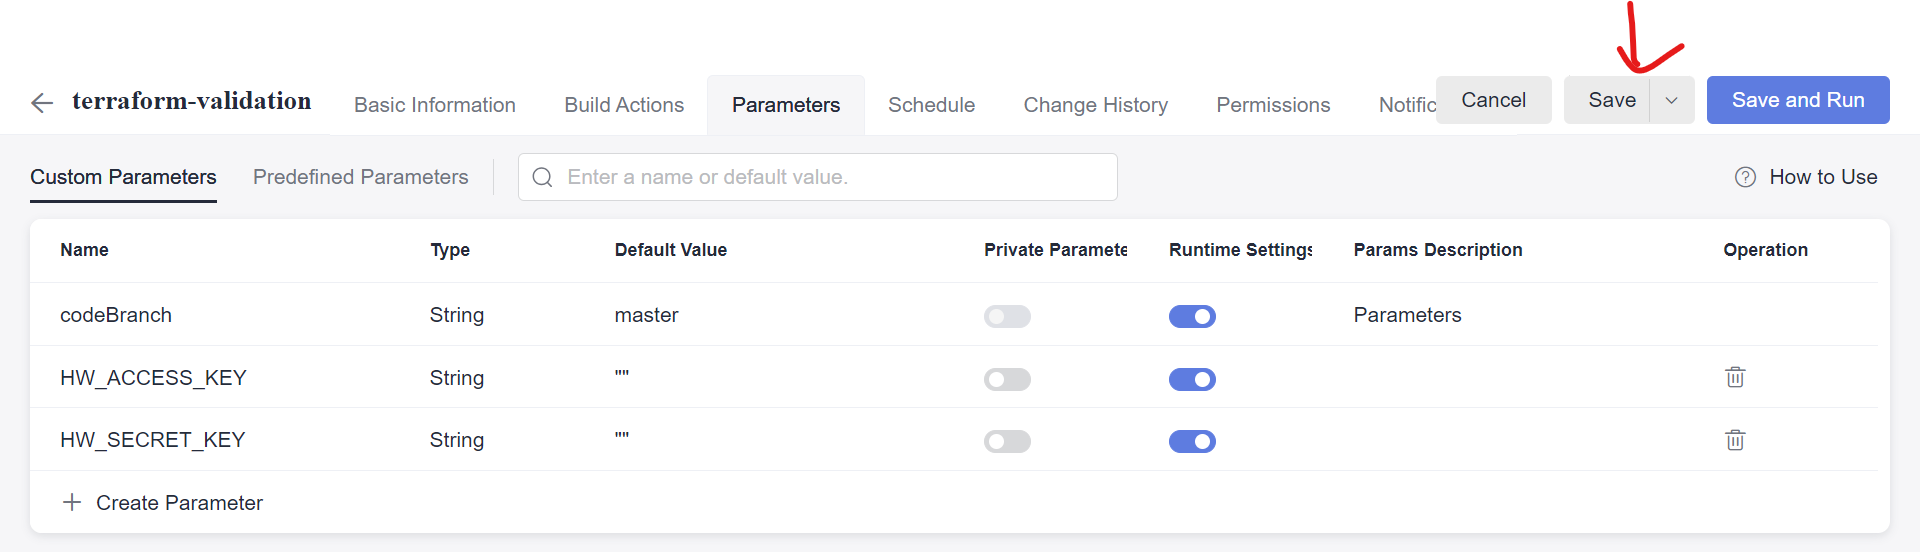 terraform-validation Basic Information Build Actions Parameters Schedule Change History Permissions Notific Cancel Save Save and Run
Custom Parameters Predefined Parameters Enter a name or default value. How to Use
Name Type Default Value Private Paramete Runtime Settings Params Description Operation
codeBranch String master Parameters
HW_ACCESS_KEY String ""
HW_SECRET_KEY String ""
Create Parameter